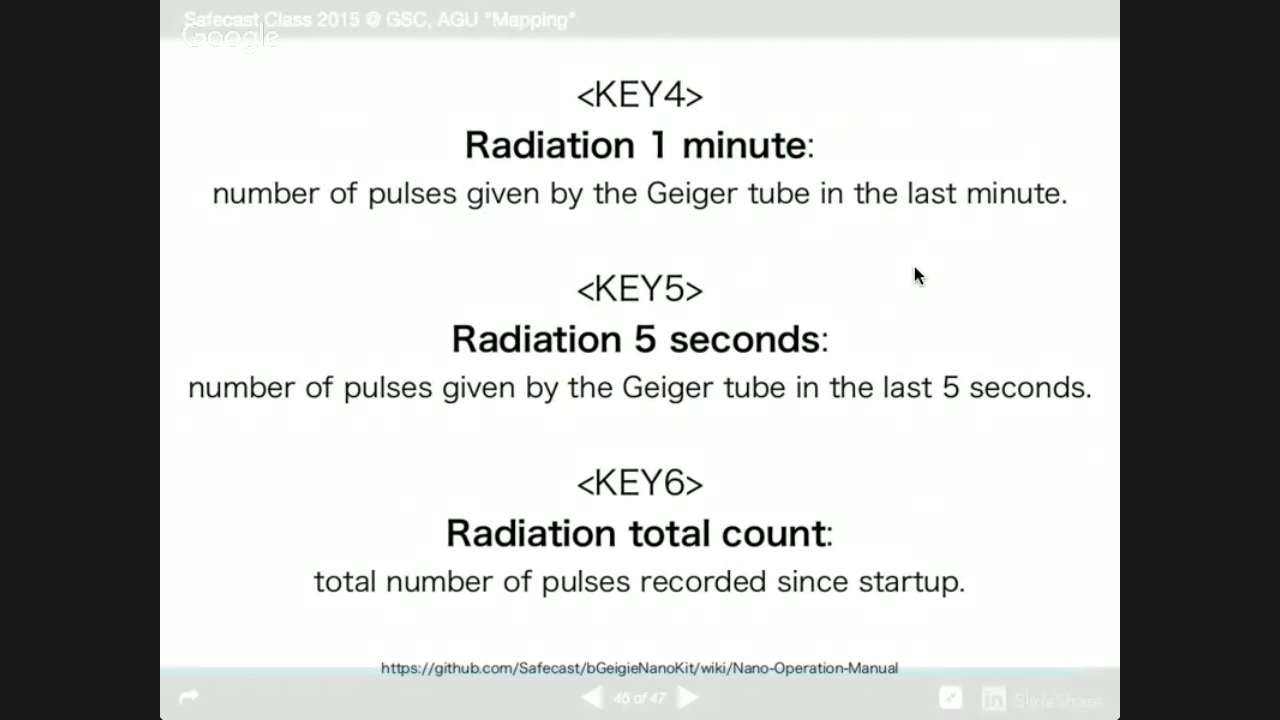 Safecast Class 2015 @ GSC, AGU "Mapping"
Google
<KEY4>
Radiation 1 minute:
number of pulses given by the Geiger tube in the last minute.
<KEY5>
Radiation 5 seconds:
number of pulses given by the Geiger tube in the last 5 seconds.
<KEY6>
Radiation total count:
total number of pulses recorded since startup.
https://github.com/Safecast/bGeigieNanoKit/wiki/Nano-Operation-Manual
45 of 47
in SlideShare